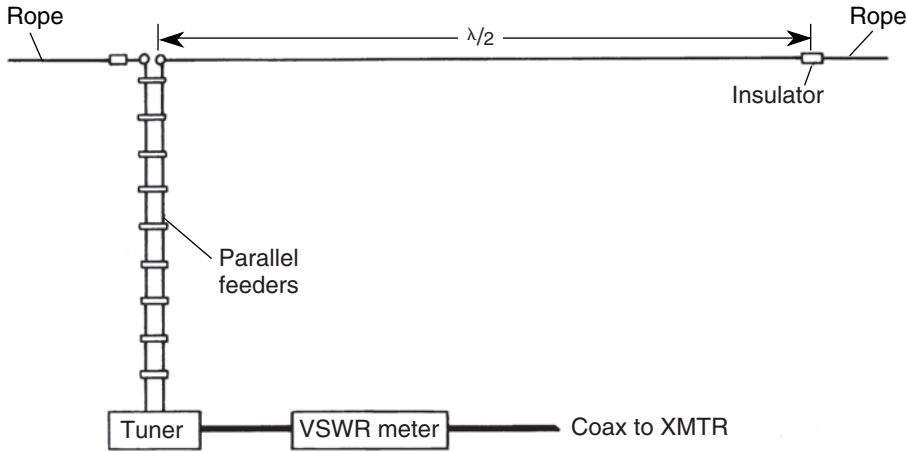 Rope
λ/2
Rope
Insulator
Parallel
feeders
Tuner
VSWR meter
Coax to XMTR